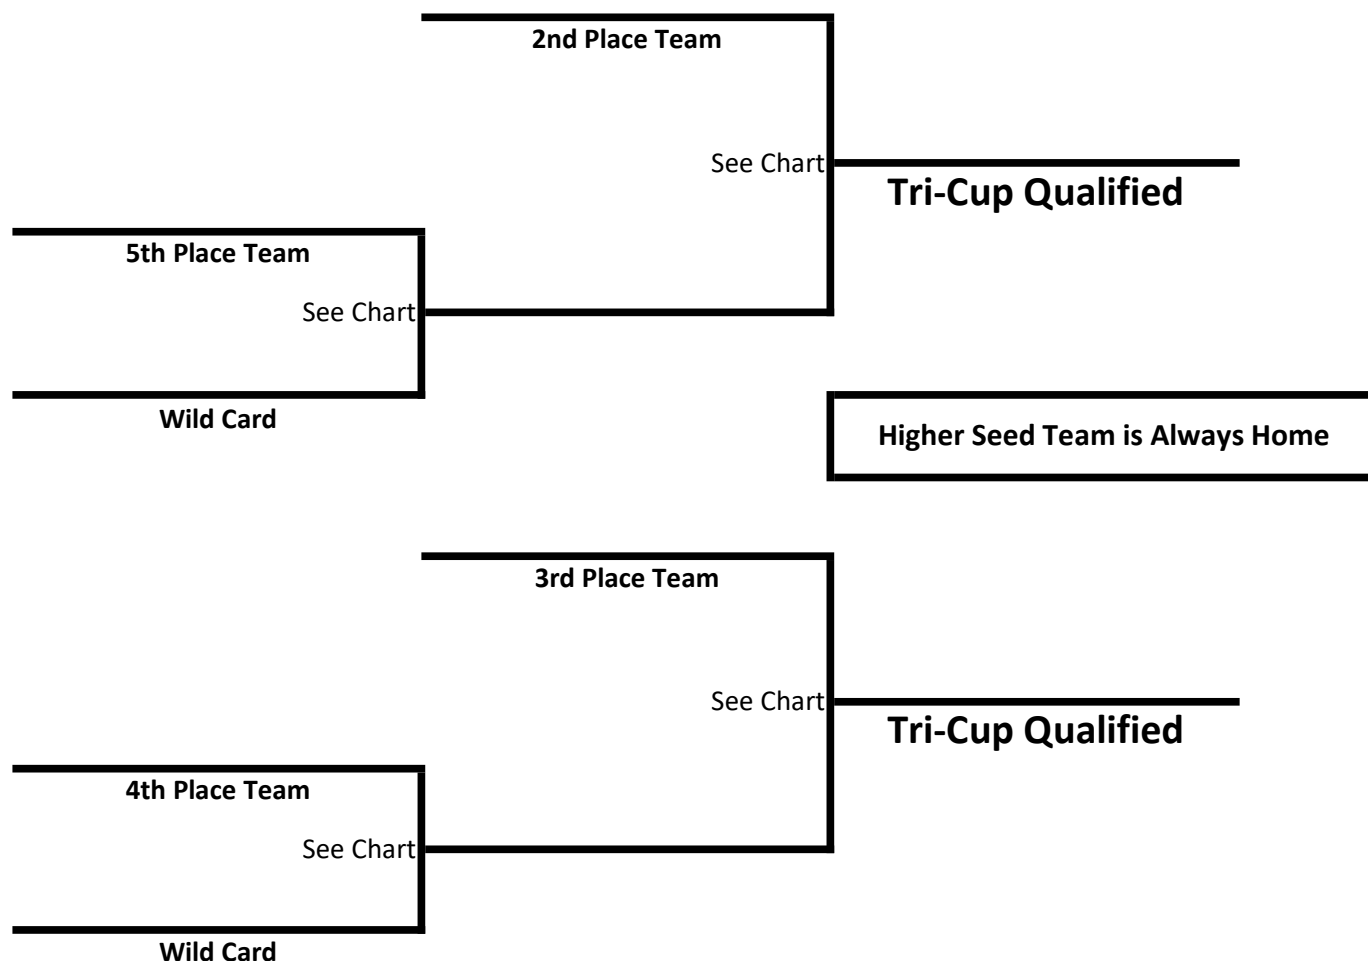 2nd Place Team
See Chart
Tri-Cup Qualified
5th Place Team
See Chart
Wild Card
Higher Seed Team is Always Home
3rd Place Team
See Chart
Tri-Cup Qualified
4th Place Team
See Chart
Wild Card